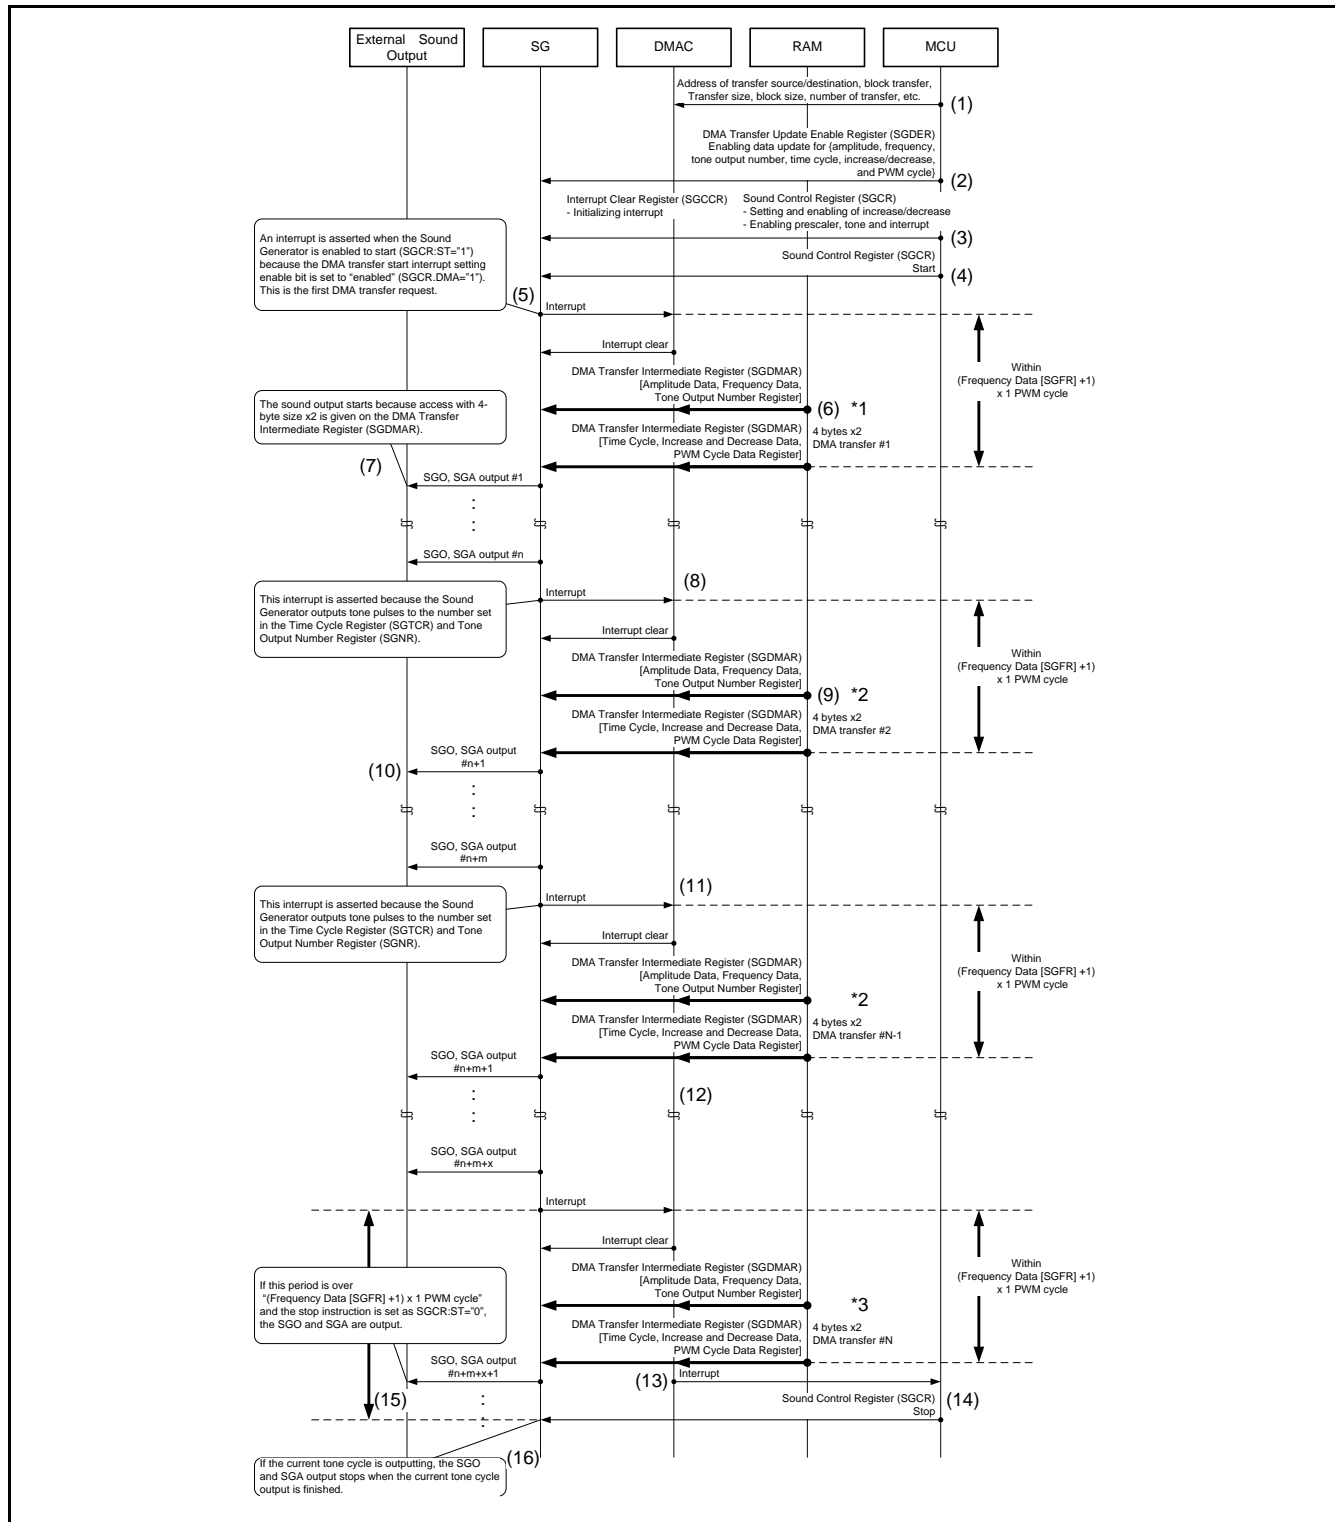 External Sound
Output
SG
DMAC
RAM
MCU
Address of transfer source/destination, block transfer,
Transfer size, block size, number of transfer, etc.
(1)
DMA Transfer Update Enable Register (SGDER)
Enabling data update for {amplitude, frequency,
tone output number, time cycle, increase/decrease,
and PWM cycle}
(2)
Interrupt Clear Register (SGCCR)
- Initializing interrupt
Sound Control Register (SGCR)
- Setting and enabling of increase/decrease
- Enabling prescaler, tone and interrupt
(3)
An interrupt is asserted when the Sound
Generator is enabled to start (SGCR:ST="1")
because the DMA transfer start interrupt setting
enable bit is set to “enabled” (SGCR.DMA="1").
This is the first DMA transfer request.
Sound Control Register (SGCR)
Start
(4)
(5)
Interrupt
Interrupt clear
Within
(Frequency Data [SGFR] +1)
x 1 PWM cycle
DMA Transfer Intermediate Register (SGDMAR)
[Amplitude Data, Frequency Data,
Tone Output Number Register]
(6) *1
The sound output starts because access with 4-
byte size x2 is given on the DMA Transfer
Intermediate Register (SGDMAR).
DMA Transfer Intermediate Register (SGDMAR)
[Time Cycle, Increase and Decrease Data,
PWM Cycle Data Register]
4 bytes x2
DMA transfer #1
(7)
SGO, SGA output #1
SGO, SGA output #n
(8)
This interrupt is asserted because the Sound
Generator outputs tone pulses to the number set
in the Time Cycle Register (SGTCR) and Tone
Output Number Register (SGNR).
Interrupt
Interrupt clear
Within
(Frequency Data [SGFR] +1)
x 1 PWM cycle
DMA Transfer Intermediate Register (SGDMAR)
[Amplitude Data, Frequency Data,
Tone Output Number Register]
(9) *2
DMA Transfer Intermediate Register (SGDMAR)
[Time Cycle, Increase and Decrease Data,
PWM Cycle Data Register]
4 bytes x2
DMA transfer #2
SGO, SGA output
#n+1
(10)
SGO, SGA output
#n+m
(11)
This interrupt is asserted because the Sound
Generator outputs tone pulses to the number set
in the Time Cycle Register (SGTCR) and Tone
Output Number Register (SGNR).
Interrupt
Interrupt clear
Within
(Frequency Data [SGFR] +1)
x 1 PWM cycle
DMA Transfer Intermediate Register (SGDMAR)
[Amplitude Data, Frequency Data,
Tone Output Number Register]
*2
DMA Transfer Intermediate Register (SGDMAR)
[Time Cycle, Increase and Decrease Data,
PWM Cycle Data Register]
4 bytes x2
DMA transfer #N-1
SGO, SGA output
#n+m+1
(12)
SGO, SGA output
#n+m+x
Interrupt
Interrupt clear
Within
(Frequency Data [SGFR] +1)
x 1 PWM cycle
If this period is over
“(Frequency Data [SGFR] +1) x 1 PWM cycle”
and the stop instruction is set as SGCR:ST="0",
the SGO and SGA are output.
DMA Transfer Intermediate Register (SGDMAR)
[Amplitude Data, Frequency Data,
Tone Output Number Register]
*3
DMA Transfer Intermediate Register (SGDMAR)
[Time Cycle, Increase and Decrease Data,
PWM Cycle Data Register]
4 bytes x2
DMA transfer #N
SGO, SGA output
#n+m+x+1
(13)
Interrupt
(15)
Sound Control Register (SGCR)
Stop
(14)
(16)
If the current tone cycle is outputting, the SGO
and SGA output stops when the current tone cycle
output is finished.